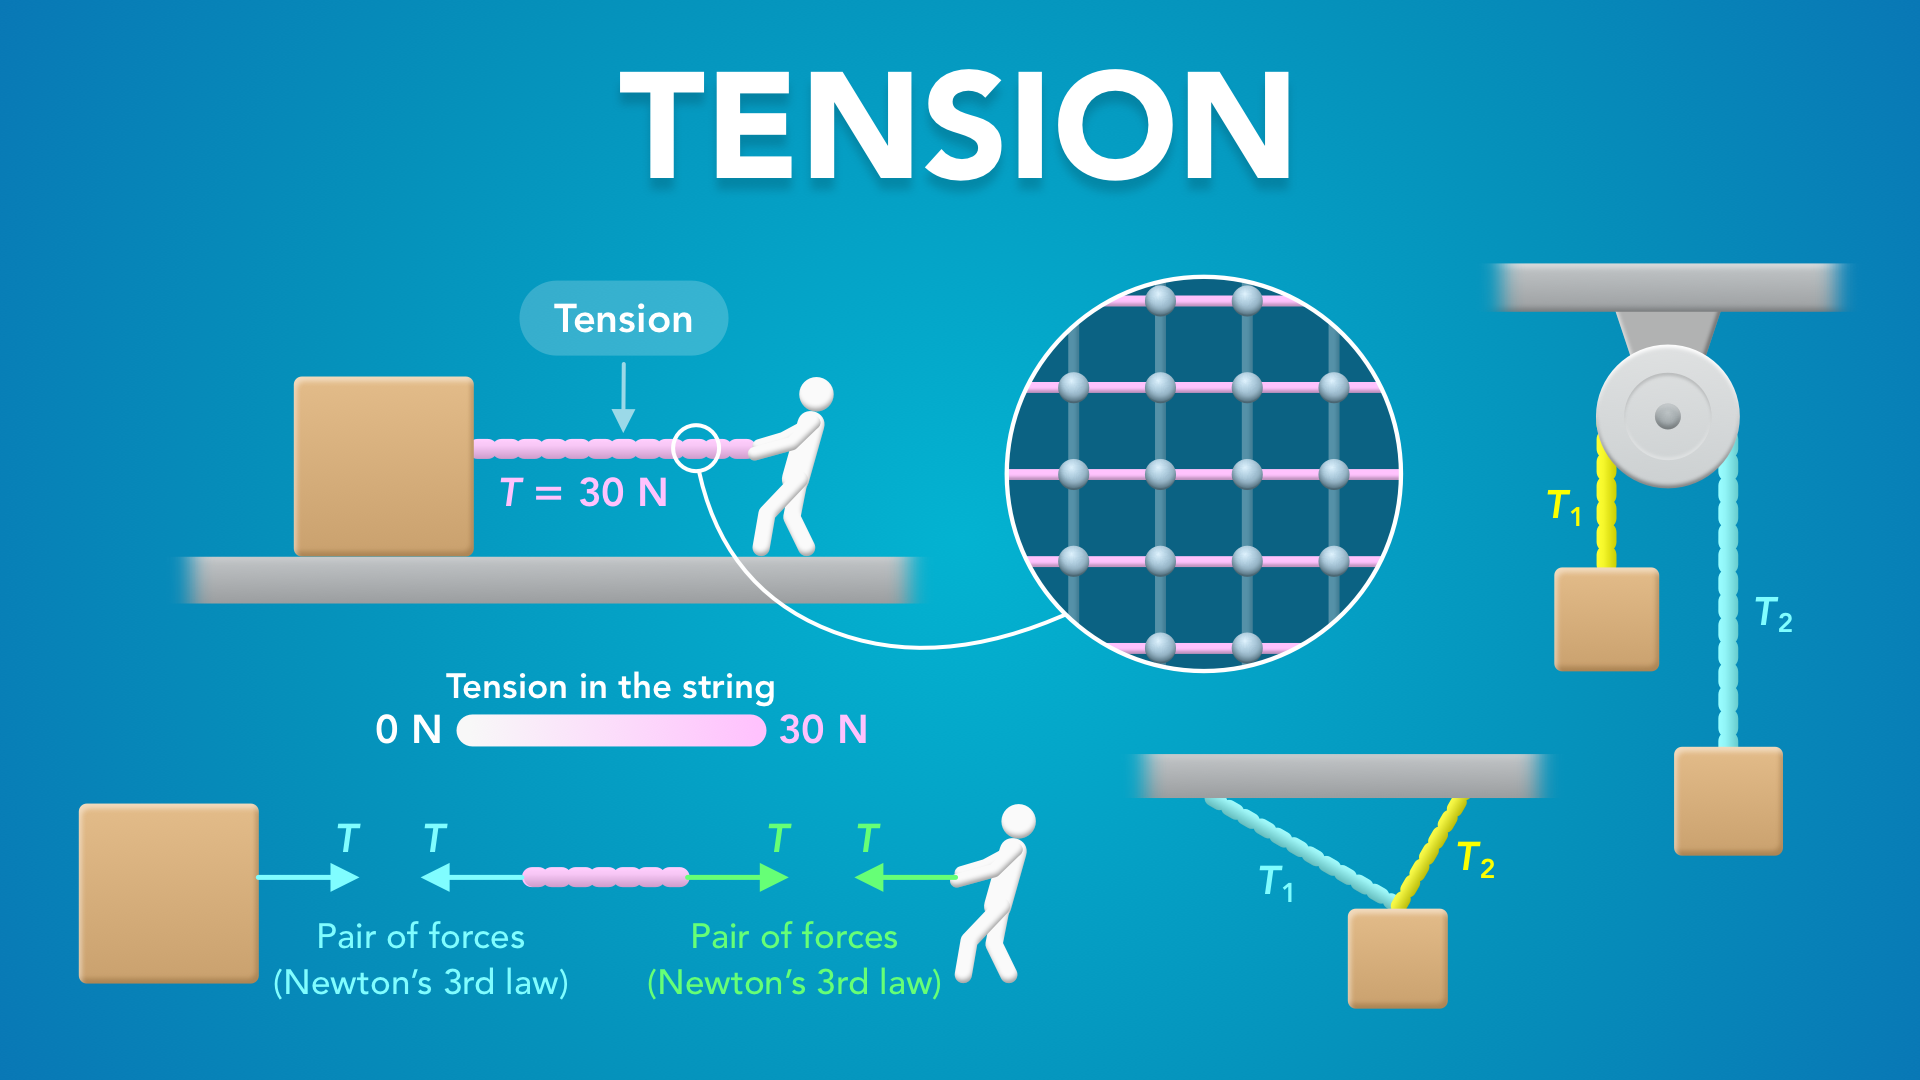 TENSION
Tension
T = 30 N
Tension in the string
0 N 30 N
T T T T
Pair of forces
(Newton’s 3rd law)
Pair of forces
(Newton’s 3rd law)
T₁
T₂
T₁
T₂